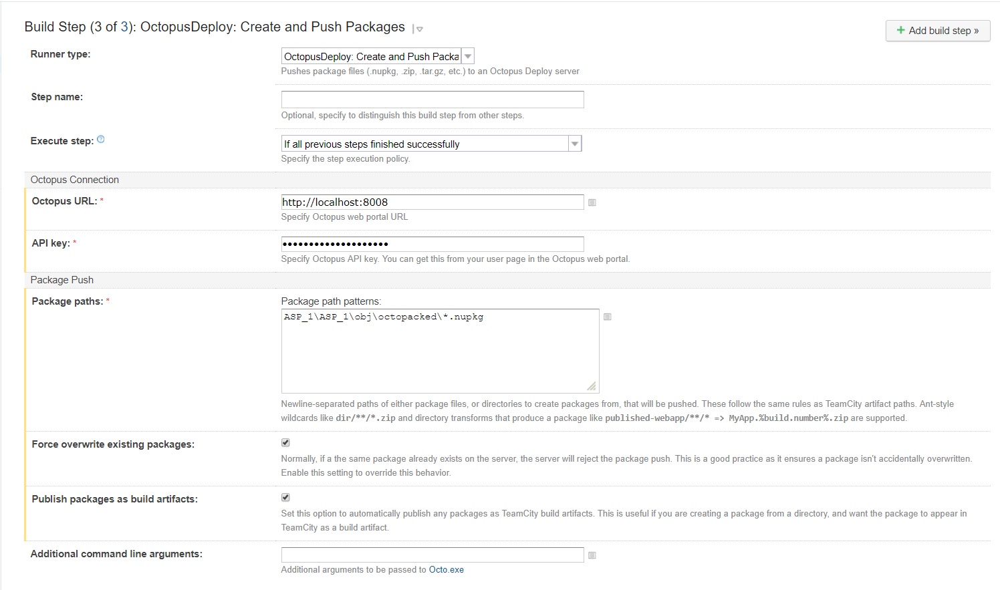 Build Step (3 of 3): OctopusDeploy: Create and Push Packages
Add build step »
Runner type:
OctopusDeploy: Create and Push Packa
Pushes package files (.nupkg, .zip, .tar.gz, etc.) to an Octopus Deploy server
Step name:
Optional, specify to distinguish this build step from other steps.
Execute step:
If all previous steps finished successfully
Specify the step execution policy.
Octopus Connection
Octopus URL: *
http://localhost:8008
Specify Octopus web portal URL
API key: *
••••••••••••••••••••
Specify Octopus API key. You can get this from your user page in the Octopus web portal.
Package Push
Package paths: *
Package path patterns:
ASP_1\ASP_1\obj\octopacked\*.nupkg
Newline-separated paths of either package files, or directories to create packages from, that will be pushed. These follow the same rules as TeamCity artifact paths. Ant-style
wildcards like dir/**/*.zip and directory transforms that produce a package like published-webapp/**/* => MyApp.%build.number%.zip are supported.
Force overwrite existing packages:
Normally, if a the same package already exists on the server, the server will reject the package push. This is a good practice as it ensures a package isn't accidentally overwritten.
Enable this setting to override this behavior.
Publish packages as build artifacts:
Set this option to automatically publish any packages as TeamCity build artifacts. This is useful if you are creating a package from a directory, and want the package to appear in
TeamCity as a build artifact.
Additional command line arguments:
Additional arguments to be passed to Octo.exe